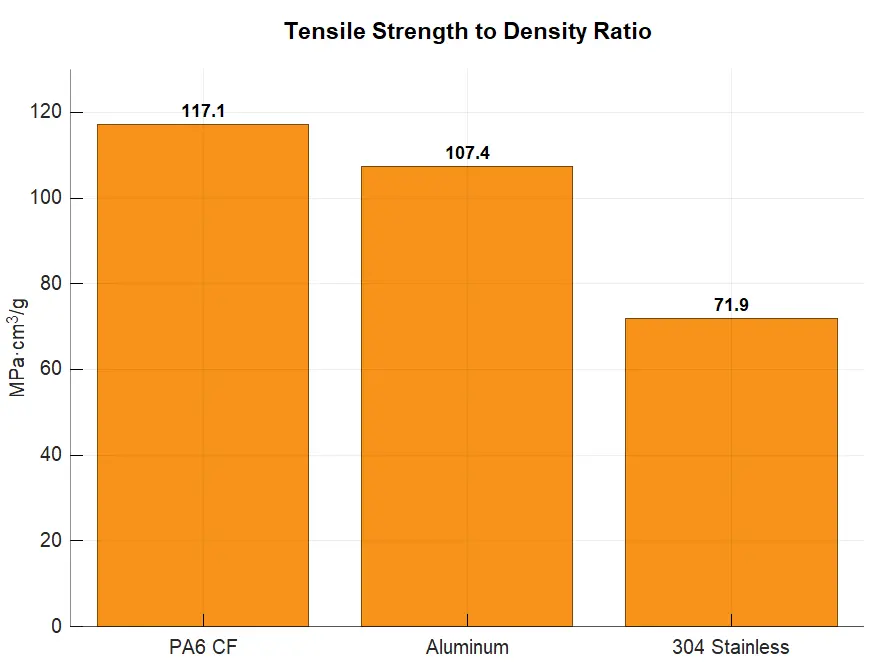 Tensile Strength to Density Ratio
MPa·cm³/g
120
100
80
60
40
20
0
117.1
107.4
71.9
PA6 CF
Aluminum
304 Stainless